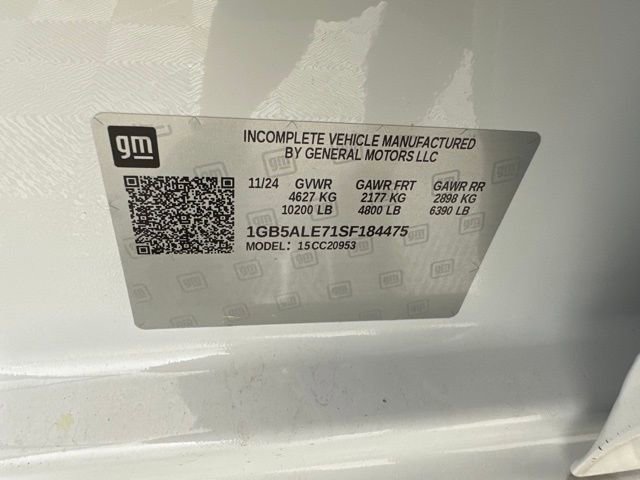 gm
INCOMPLETE VEHICLE MANUFACTURED
BY GENERAL MOTORS LLC
11/24 GVWR GAWR FRT GAWR RR
4627 KG 2177 KG 2898 KG
10200 LB 4800 LB 6390 LB
1GB5ALE71SF184475
MODEL: 15CC20953